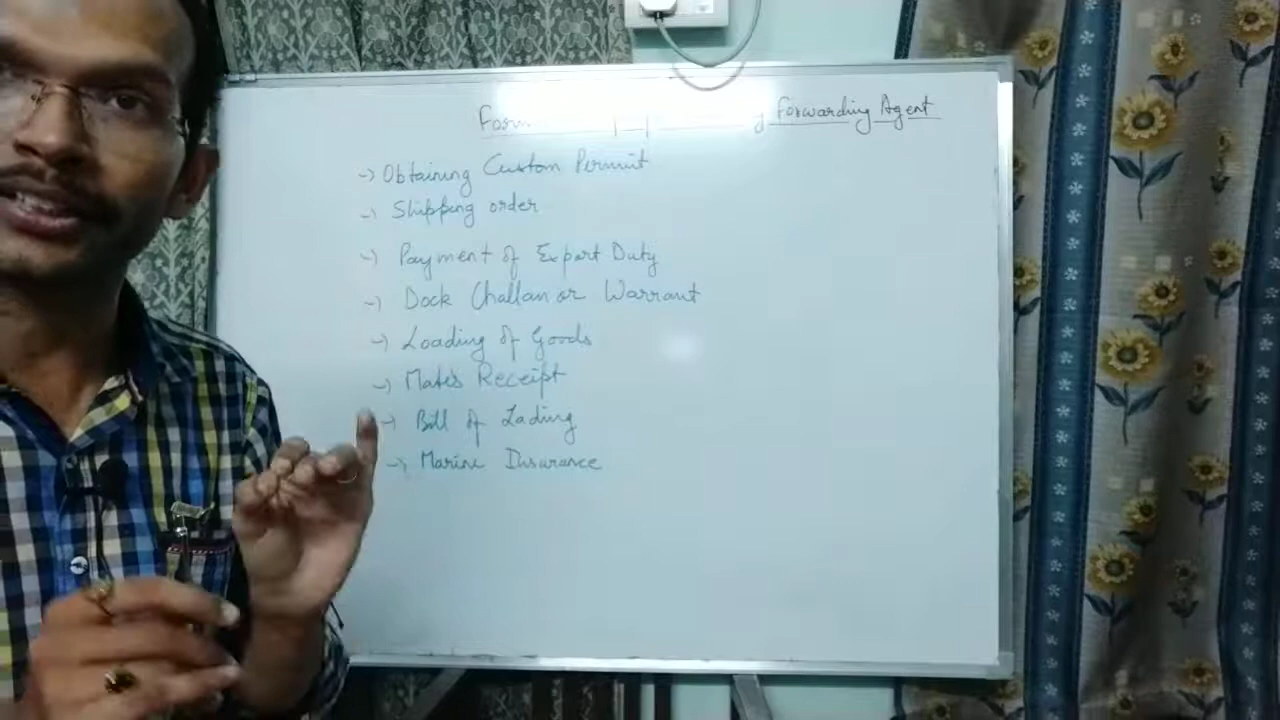 Forwarding Agent
-> Obtaining Custom Permit
-> Shipping order
-> Payment of Export Duty
-> Dock Challan or Warrant
-> Loading of Goods
-> Mate's Receipt
-> Bill of Lading
-> Marine Insurance